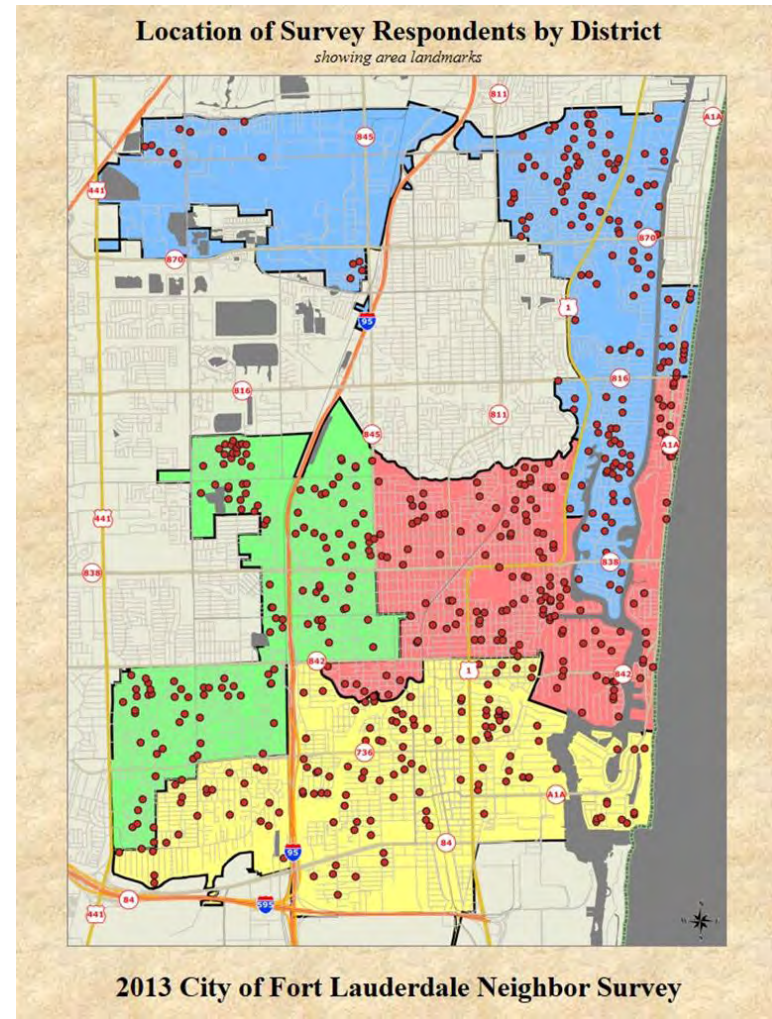 Location of Survey Respondents by District
showing area landmarks
811
A1A
845
441
870
870
95
1
816
816
811
845
A1A
441
838
838
842
842
1
736
A1A
84
95
84
595
441
N
E
S
W
2013 City of Fort Lauderdale Neighbor Survey